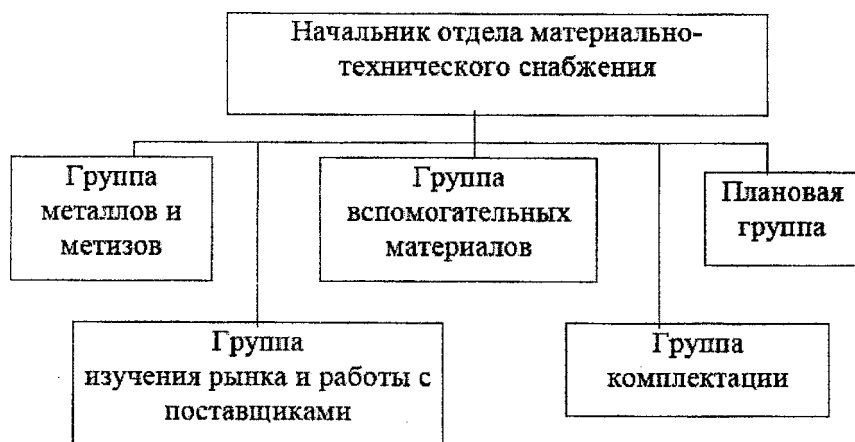 Начальник отдела материально-
технического снабжения
Группа
металлов и
метизов
Группа
вспомогательных
материалов
Плановая
группа
Группа
изучения рынка и работы с
поставщиками
Группа
комплектации